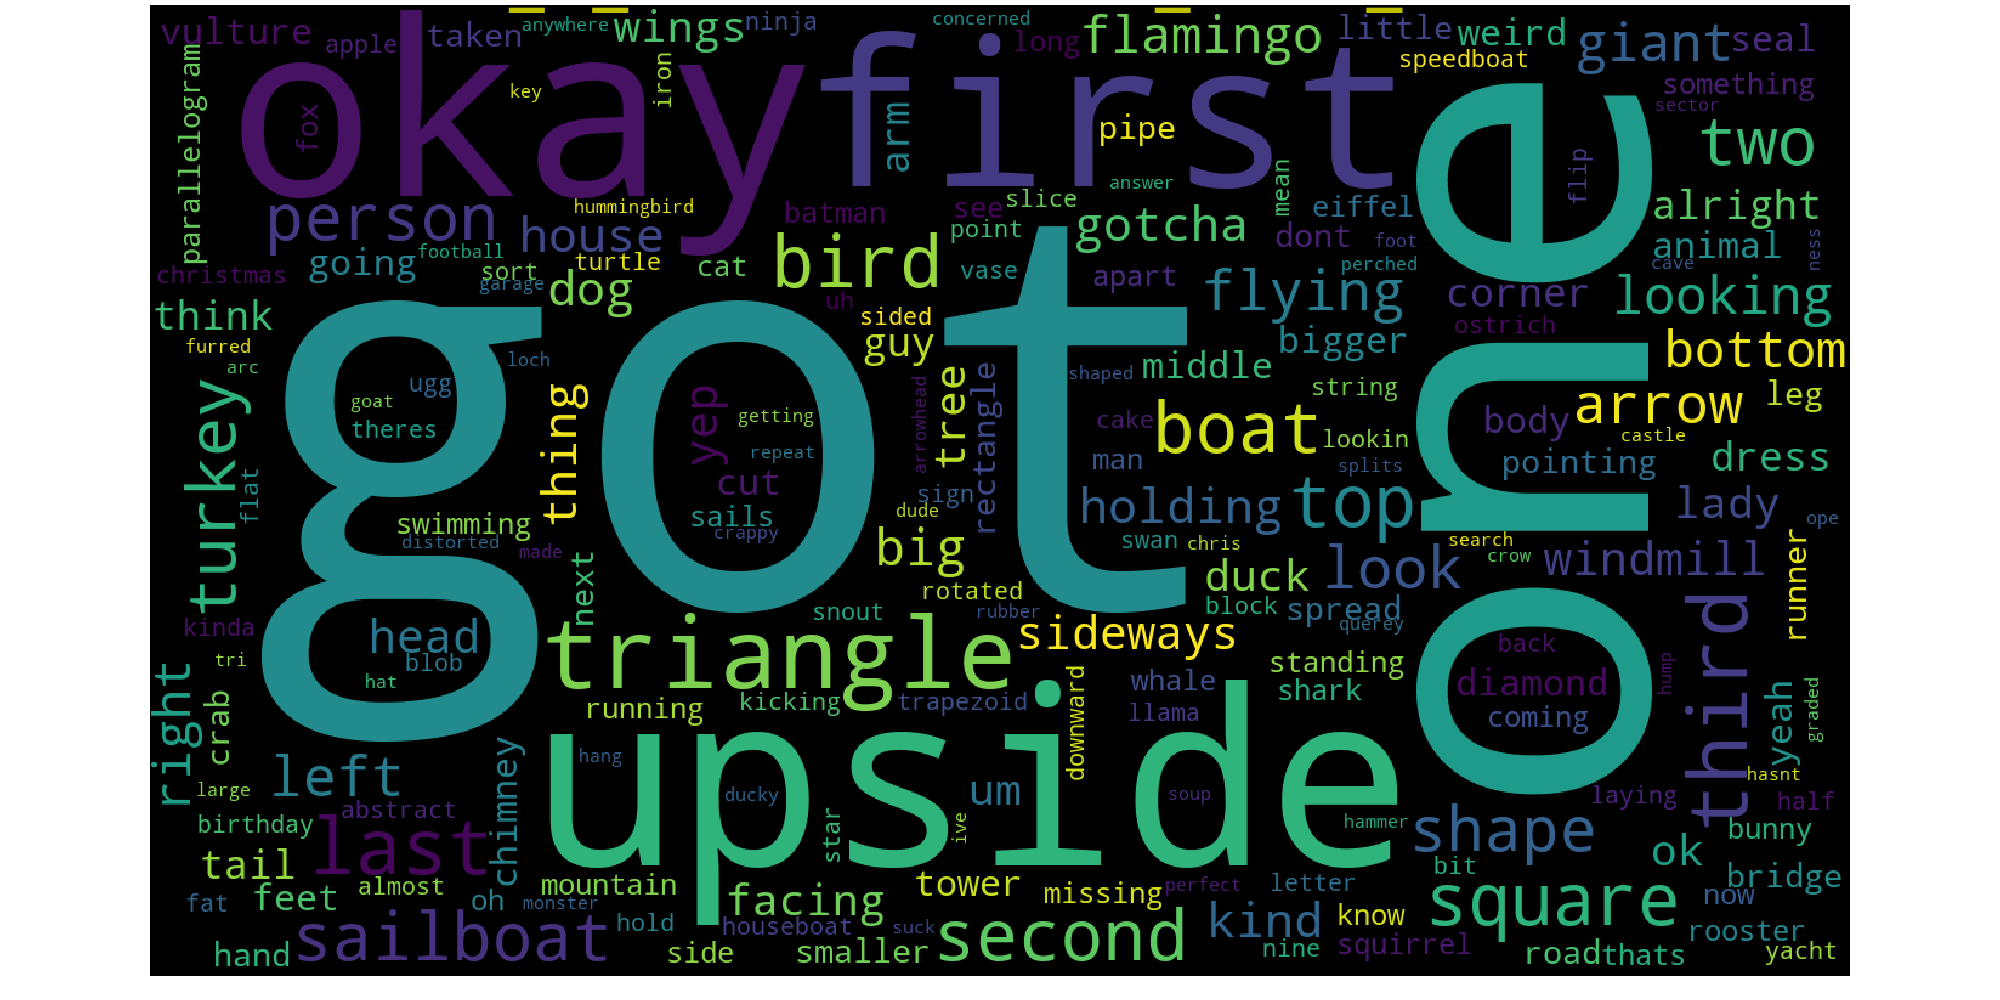 vulture apple taken anywhere wings ninja concerned long flamingo little weird giant seal
parallelogram key iron speedboat something
okay first one
fox arm pipe sector two
person hummingbird batman see slice answer mean eiffel flip alright
house point gotcha dont foot animal
going football sort turtle cat bird vase apart flying perched cave ness
christmas garage dog uh corner looking
think sided bigger ostrich
furred guy middle bottom
arc loch shaped string
got
turkey ugg thing yep getting arrowhead tree rectangle cake boat body arrow leg
goat theres repeat man lookin castle
flat cut sign splits pointing dress
swimming sails dude holding top lady
distorted crappy swan chris search ope
made next big crow windmill
rotated duck look runner
kinda snout rubber block spread querey third
head triangle sideways
tri blob standing back
hat downward whale shark diamond hump
right crab running kicking trapezoid llama coming yeah graded
upside
left chimney hang um hasnt
large ducky soup laying half
birthday abstract star ive hammer shape bunny
last
tail mountain tower bit ok bridge
feet almost facing missing perfect letter square now
fat oh monster second kind know
sailboat hold houseboat suck rooster
hand side smaller nine squirrel road thats yacht